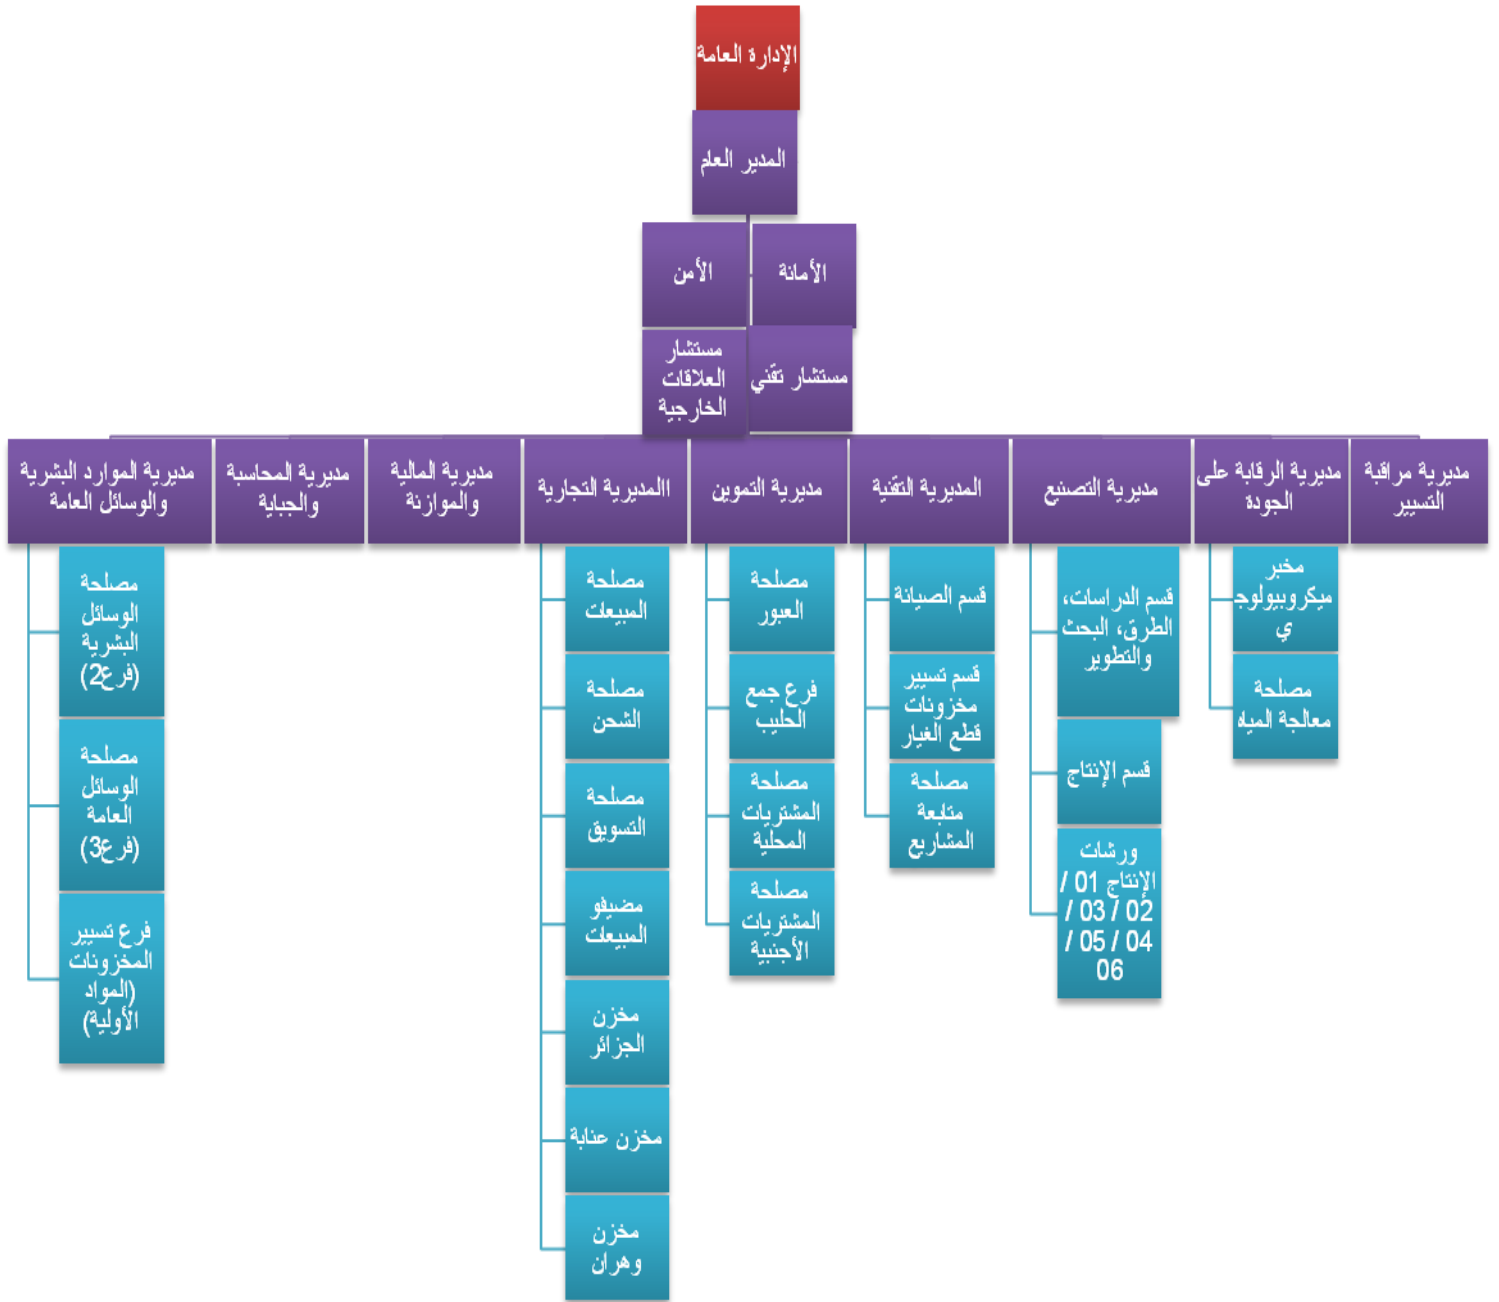 الإدارة العامة
المدير العام
الأمانة
الأمن
مستشار تقني
مستشار
العلاقات
الخارجية
مديرية مراقبة
التسيير
مديرية الرقابة على
الجودة
مديرية التصنيع
المديرية التقنية
مديرية التموين
االمديرية التجارية
مديرية المالية
والموازنة
مديرية المحاسبة
والجباية
مديرية الموارد البشرية
والوسائل العامة
مخبر
ميكروبيولوج
ي
مصلحة
معالجة المياه
قسم الدراسات،
الطرق، البحث
والتطوير
قسم الإنتاج
ورشات
الإنتاج 01 /
02 / 03 /
04 / 05 /
06
قسم الصيانة
قسم تسيير
مخزونات
قطع الغيار
مصلحة
متابعة
المشاريع
مصلحة
العبور
فرع جمع
الحليب
مصلحة
المشتريات
المحلية
مصلحة
المشتريات
الأجنبية
مصلحة
المبيعات
مصلحة
الشحن
مصلحة
التسويق
مضيفو
المبيعات
مخزن
الجزائر
مخزن عنابة
مخزن
وهران
مصلحة
الوسائل
البشرية
(فرع2)
مصلحة
الوسائل
العامة
(فرع3)
فرع تسيير
المخزونات
(المواد
الأولية)